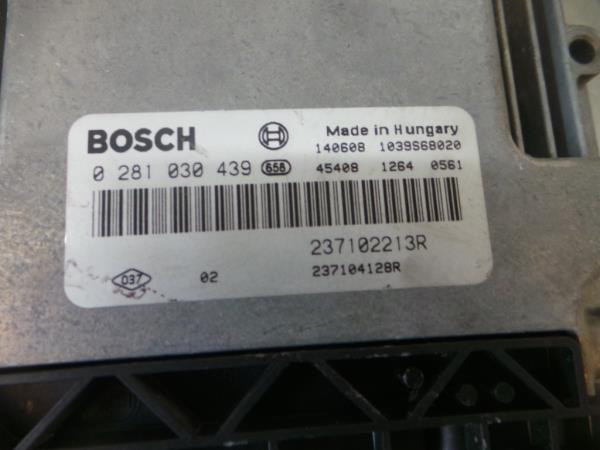 BOSCH
Made in Hungary
140608 1039S68020
0 281 030 439 658 45408 1264 0561
237102213R
037 02 237104128R